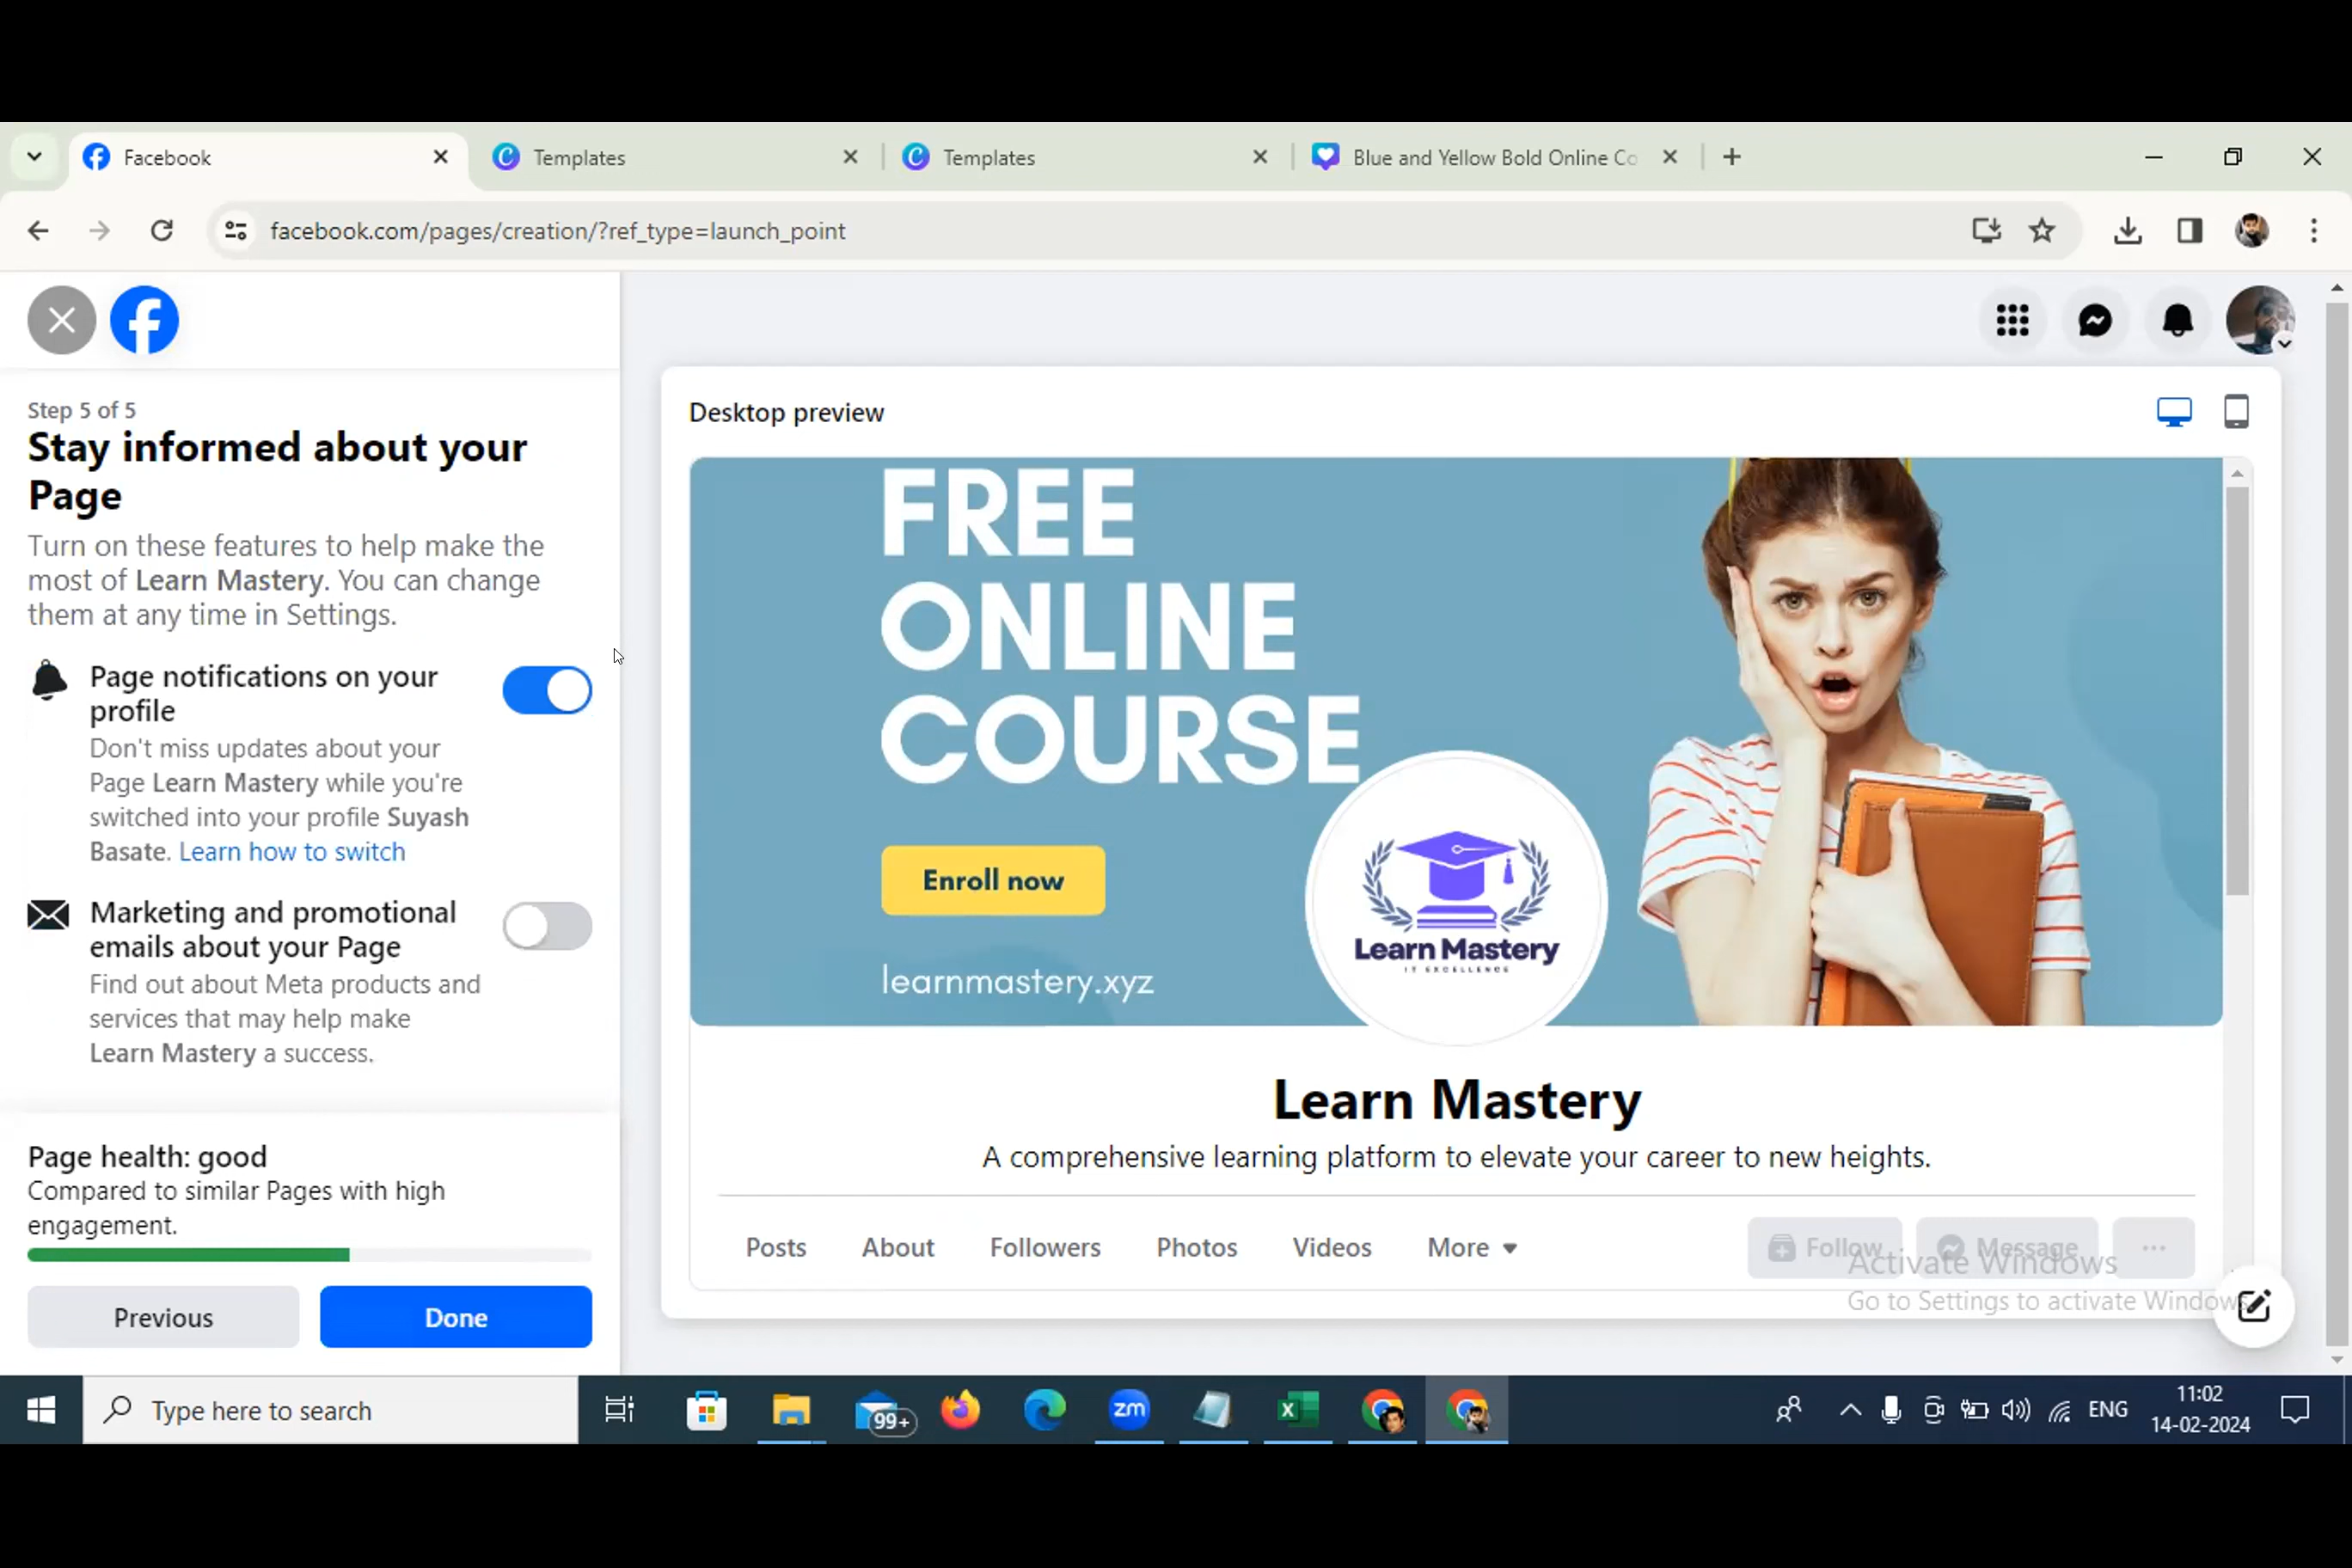 Facebook
Templates
Templates
Blue and Yellow Bold Online Co
facebook.com/pages/creation/?ref_type=launch_point
Step 5 of 5
Stay informed about your
Page
Turn on these features to help make the
most of Learn Mastery. You can change
them at any time in Settings.
Page notifications on your
profile
Don't miss updates about your
Page Learn Mastery while you're
switched into your profile Suyash
Basate. Learn how to switch
Marketing and promotional
emails about your Page
Find out about Meta products and
services that may help make
Learn Mastery a success.
Page health: good
Compared to similar Pages with high
engagement.
Previous
Done
Desktop preview
FREE
ONLINE
COURSE
Enroll now
learnmastery.xyz
Learn Mastery
IT EXCELLENCE
Learn Mastery
A comprehensive learning platform to elevate your career to new heights.
Posts
About
Followers
Photos
Videos
More
Follow
Message
Activate Windows
Go to Settings to activate Windows.
Type here to search
99+
zm
ENG
11:02
14-02-2024